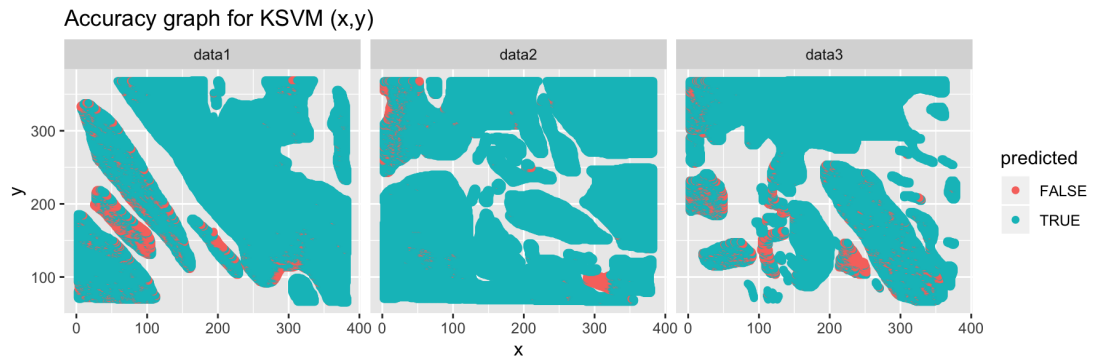 Accuracy graph for KSVM (x,y)
data1
data2
data3
300
200
100
y
0 100 200 300 400
0 100 200 300 400
0 100 200 300 400
x
predicted
FALSE
TRUE